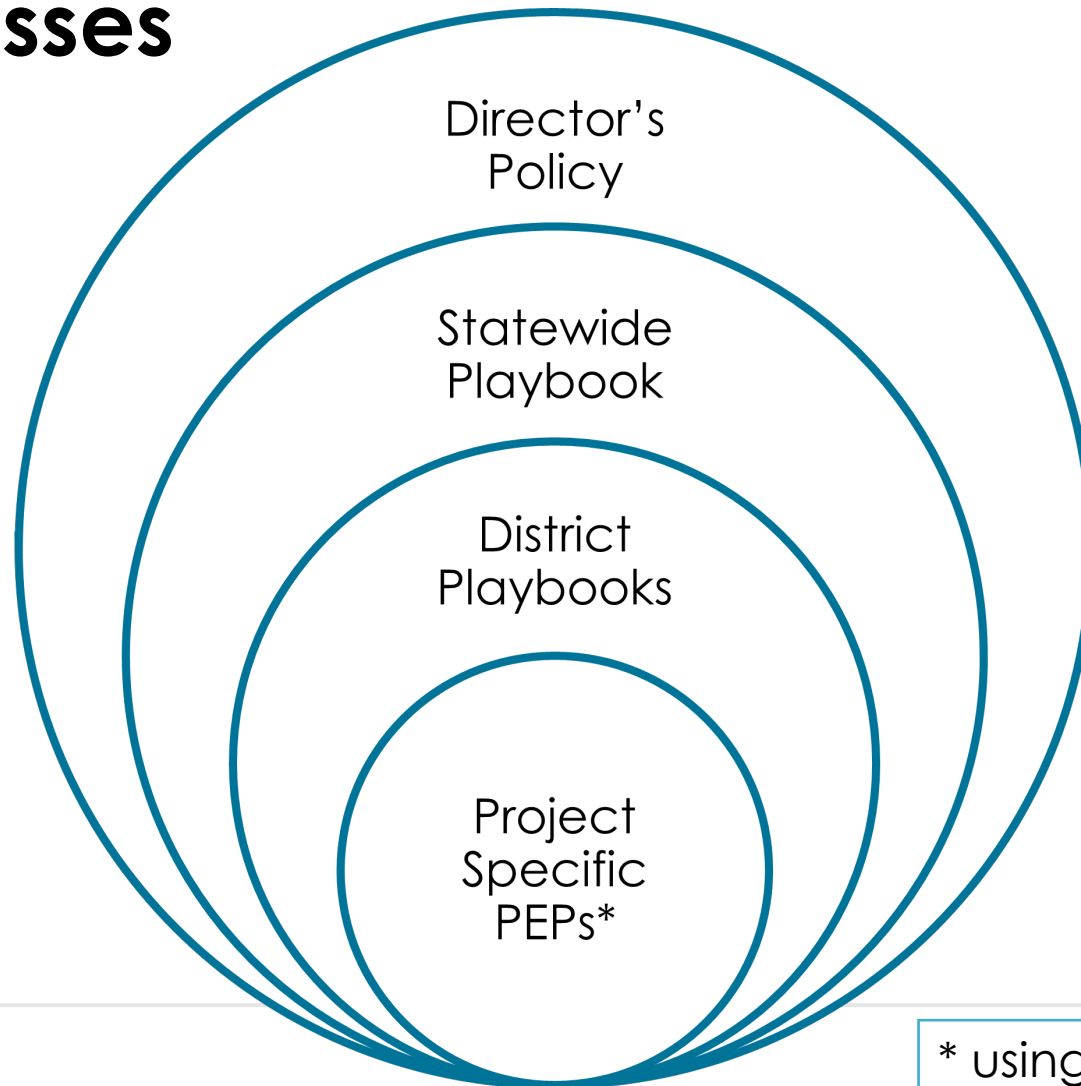 sses
Director’s
Policy
Statewide
Playbook
District
Playbooks
Project
Specific
PEPs*
* using